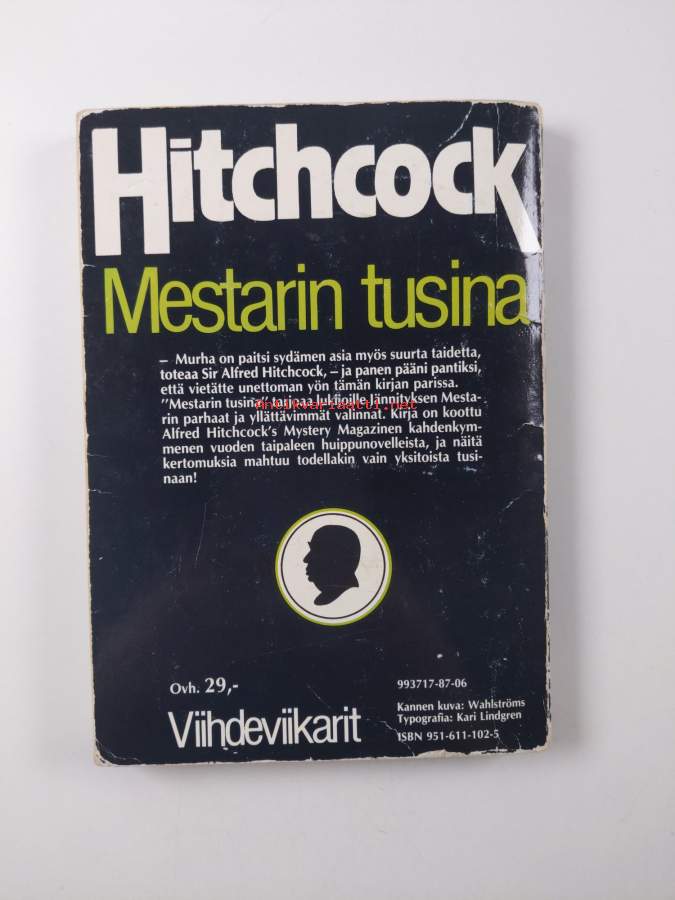 Hitchcock
Mestarin tusina
– Murha on paitsi sydämen asia myös suurta taidetta,
toteaa Sir Alfred Hitchcock, – ja panen pääni pantiksi,
että vietätte unettoman yön tämän kirjan parissa.
"Mestarin tusina" lukijalle Jännityksen Mesta-
rin parhaat ja yllättävimmät valinnat. Kirja on koottu
Alfred Hitchcock's Mystery Magazinen kahdenkym-
menen vuoden taipaleen huippunovelleista, ja näitä
kertomuksia mahtuu todellakin vain yksitoista tusi-
naan!
Antikvariaatti.net
Ovh. 29,-
Viihdeviikarit
993717-87-06
Kannen kuva: Wahlströms
Typografia: Kari Lindgren
ISBN 951-611-102-5